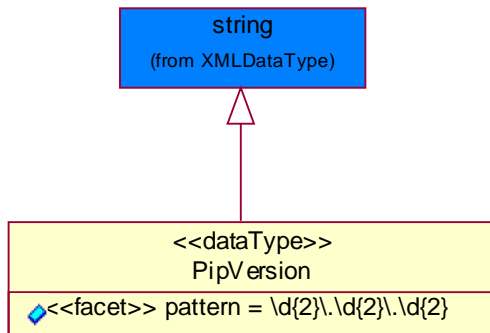 string
(from XMLDataType)
<<dataType>>
PipVersion
<<facet>> pattern = \d{2}\.\d{2}\.\d{2}